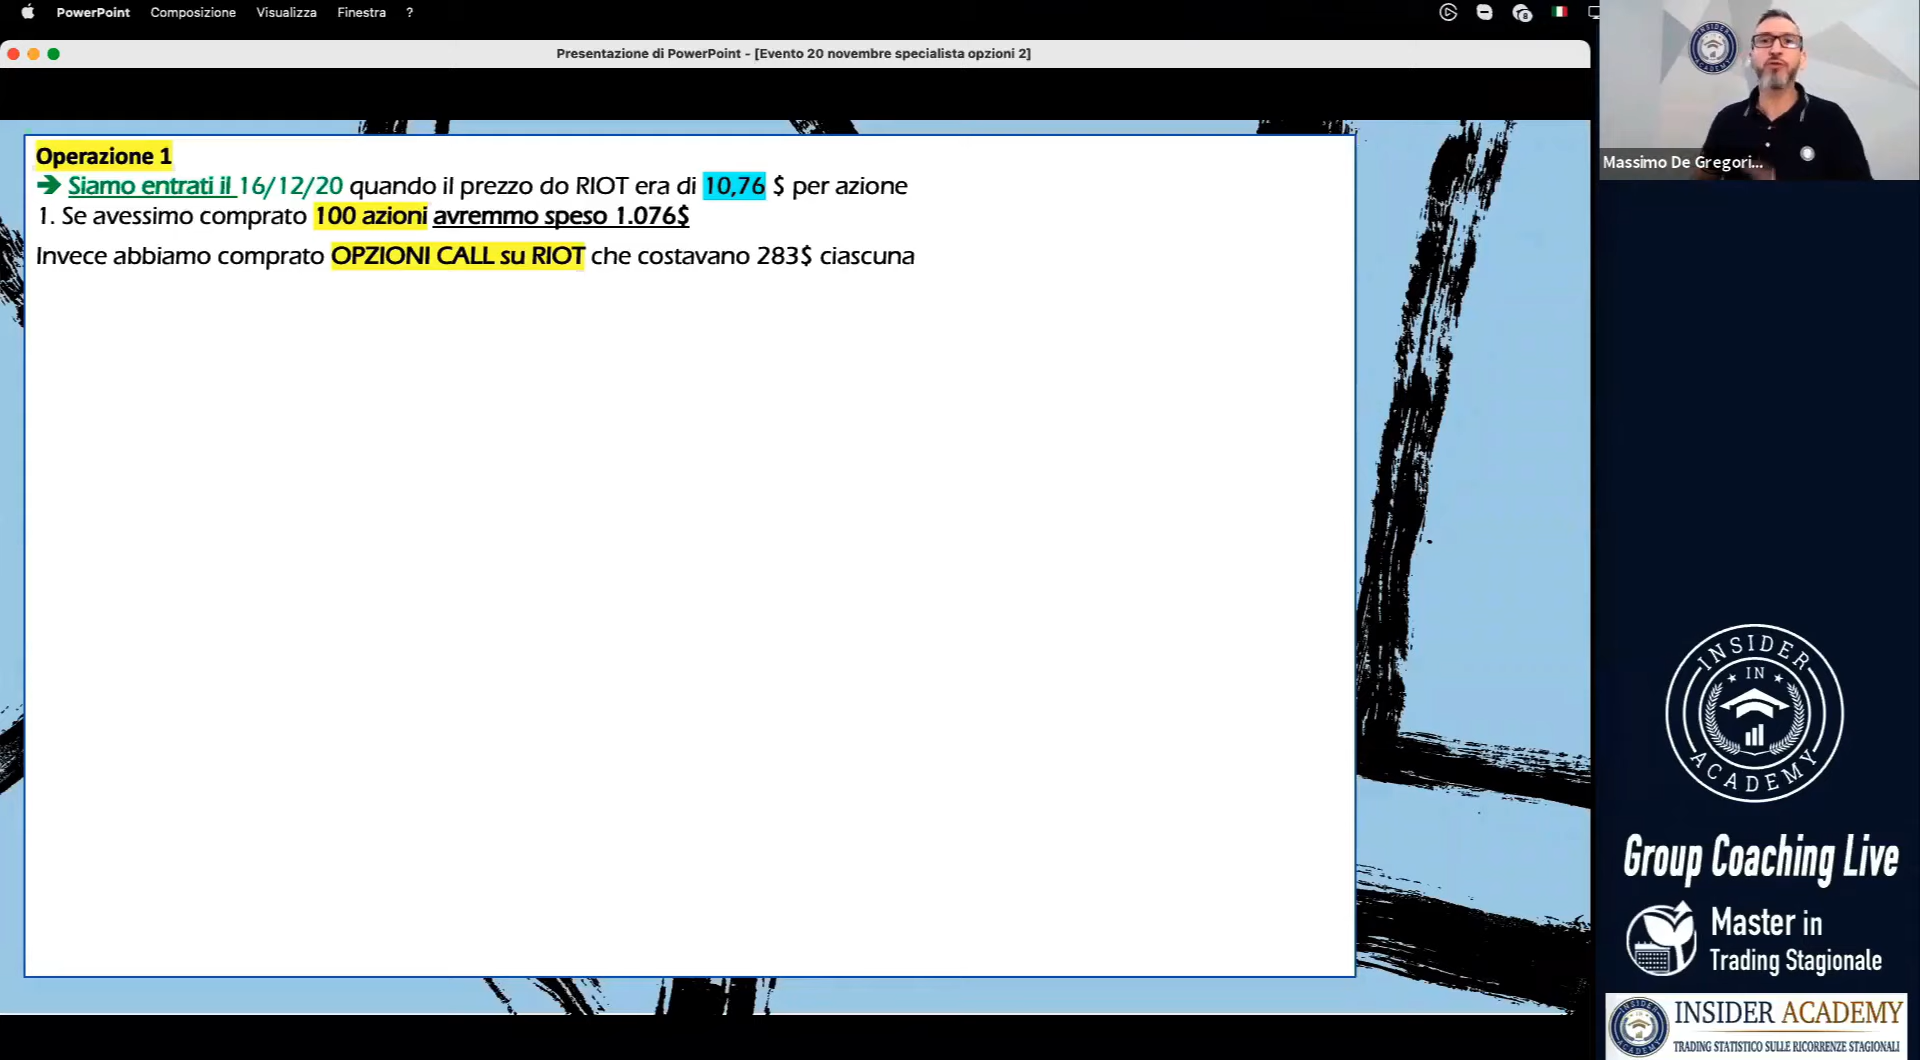 PowerPoint Composizione Visualizza Finestra ?
Presentazione di PowerPoint - [Evento 20 novembre specialista opzioni 2]
Operazione 1
➔ Siamo entrati il 16/12/20 quando il prezzo do RIOT era di 10,76 $ per azione
1. Se avessimo comprato 100 azioni avremmo speso 1.076$
Invece abbiamo comprato OPZIONI CALL su RIOT che costavano 283$ ciascuna
Massimo De Gregori...
INSIDER
IN
ACADEMY
Group Coaching Live
Master in
Trading Stagionale
INSIDER ACADEMY
TRADING STATISTICO SULLE RICORRENZE STAGIONALI